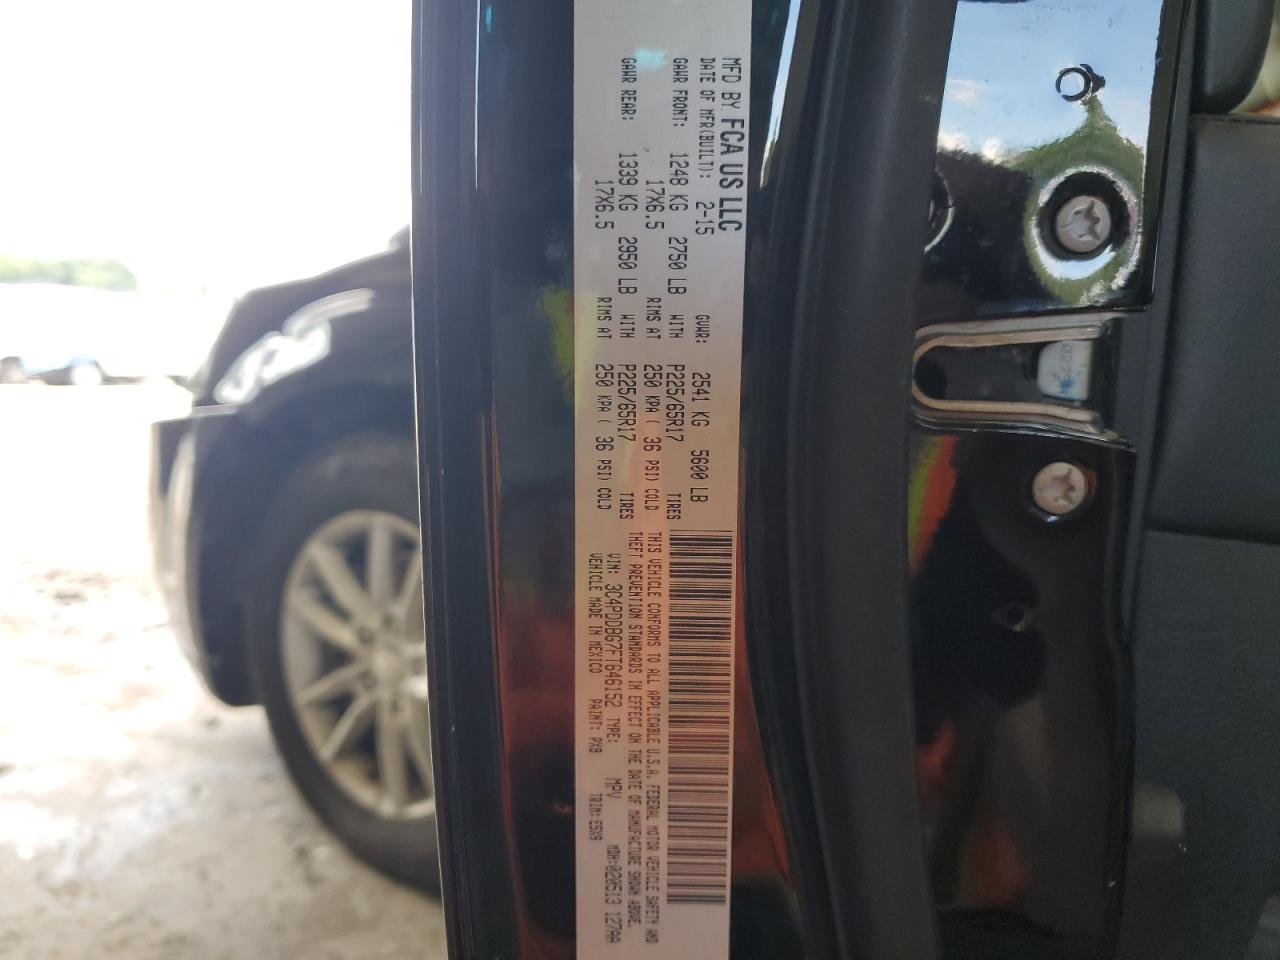 MFD BY FCA US LLC
DATE OF MFR(BUILT): 2-15 GVWR: 2541 KG 5600 LB
GAWR FRONT: 1248 KG 2750 LB WITH P225/65R17 TIRES
17X6.5 RIMS AT 250 KPA ( 36 PSI) COLD
GAWR REAR: 1339 KG 2950 LB WITH P225/65R17 TIRES
17X6.5 RIMS AT 250 KPA ( 36 PSI) COLD
THIS VEHICLE CONFORMS TO ALL APPLICABLE U.S.A. FEDERAL MOTOR VEHICLE SAFETY AND
THEFT PREVENTION STANDARDS IN EFFECT ON THE DATE OF MANUFACTURE SHOWN ABOVE.
VIN: 3C4PDDBG7FT646152 TYPE: MPV MDH:020513 127AA
VEHICLE MADE IN MEXICO PAINT: PX8 TRIM: E5X9